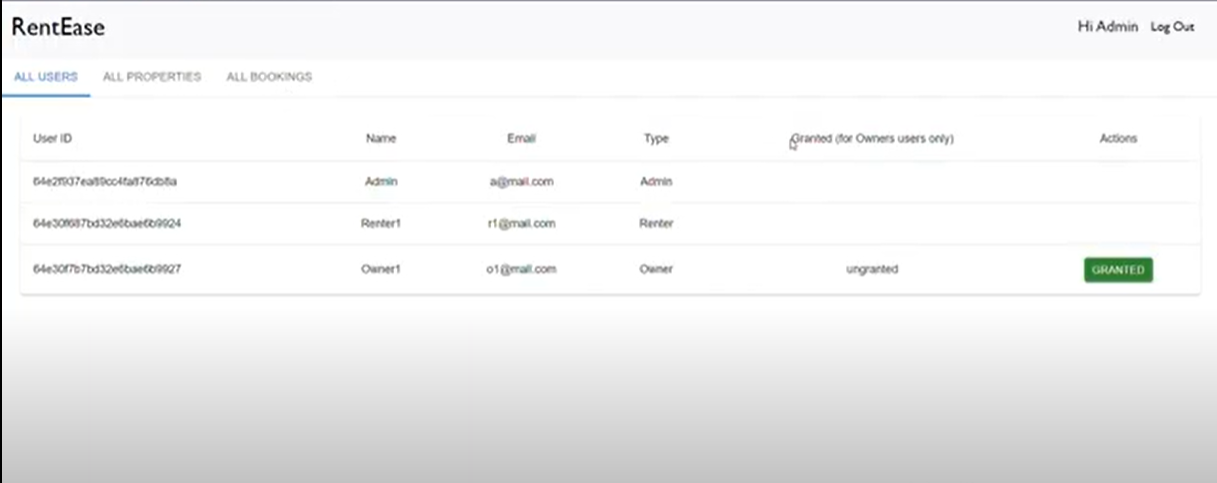 RentEase
Hi Admin Log Out
ALL USERS ALL PROPERTIES ALL BOOKINGS
User ID Name Email Type Granted (for Owners users only) Actions
64e2f937ea89cc4fa876db8a Admin a@mail.com Admin
64e30f687bd32e6bae6b9924 Renter1 r1@mail.com Renter
64e30f7b7bd32e6bae6b9927 Owner1 o1@mail.com Owner ungranted GRANTED